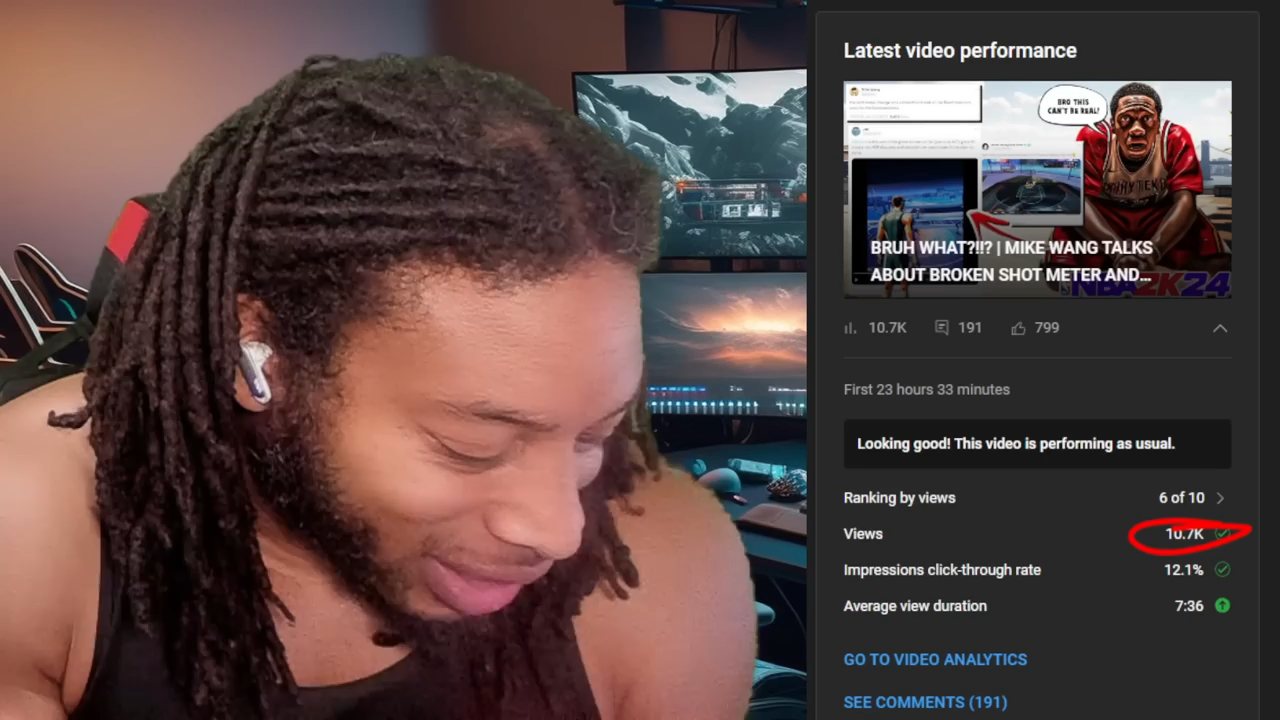 Latest video performance
BRO THIS
CAN'T BE REAL!
BRUH WHAT?!!? | MIKE WANG TALKS
ABOUT BROKEN SHOT METER AND...
NBA 2K24
10.7K 191 799
First 23 hours 33 minutes
Looking good! This video is performing as usual.
Ranking by views 6 of 10
Views 10.7K
Impressions click-through rate 12.1%
Average view duration 7:36
GO TO VIDEO ANALYTICS
SEE COMMENTS (191)